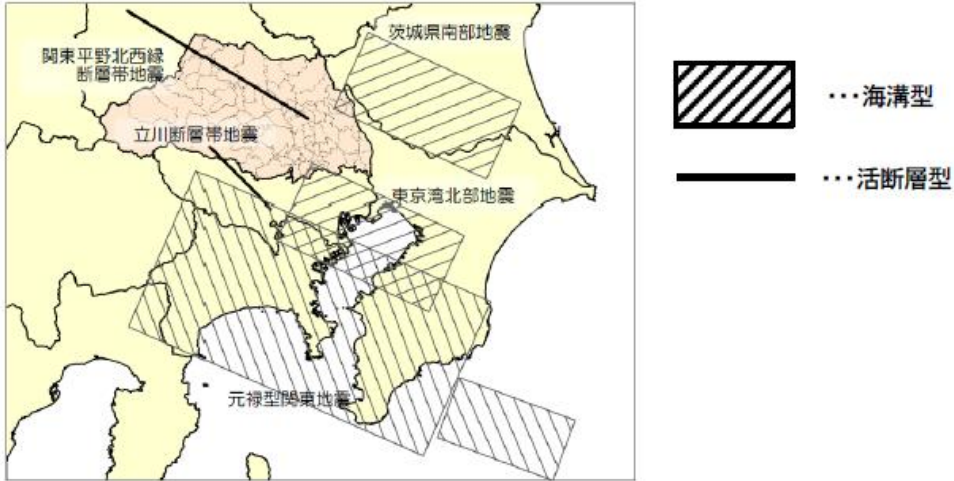 茨城県南部地震
関東平野北西縁
断層帯地震
立川断層帯地震
東京湾北部地震
元禄型関東地震
･･･海溝型
･･･活断層型